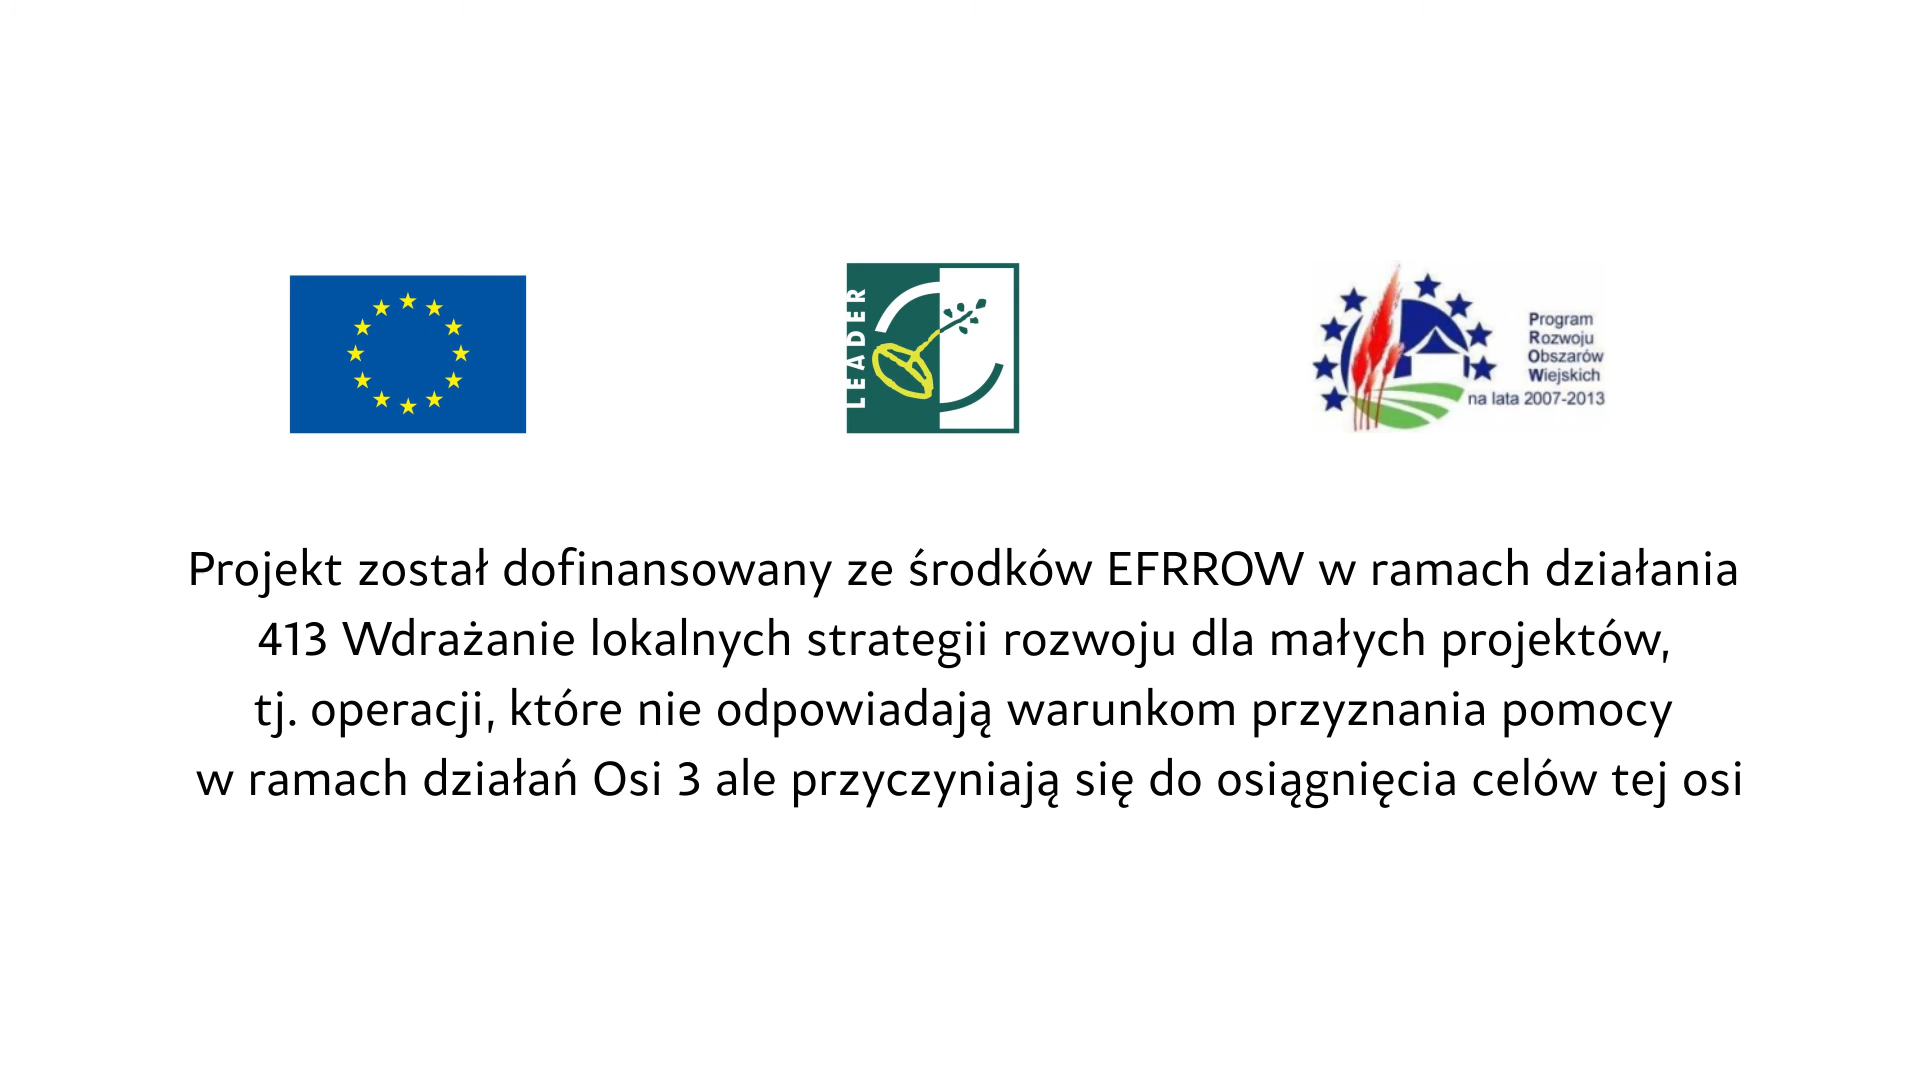 LEADER
Program
Rozwoju
Obszarów
Wiejskich
na lata 2007-2013
Projekt został dofinansowany ze środków EFRROW w ramach działania
413 Wdrażanie lokalnych strategii rozwoju dla małych projektów,
tj. operacji, które nie odpowiadają warunkom przyznania pomocy
w ramach działań Osi 3 ale przyczyniają się do osiągnięcia celów tej osi